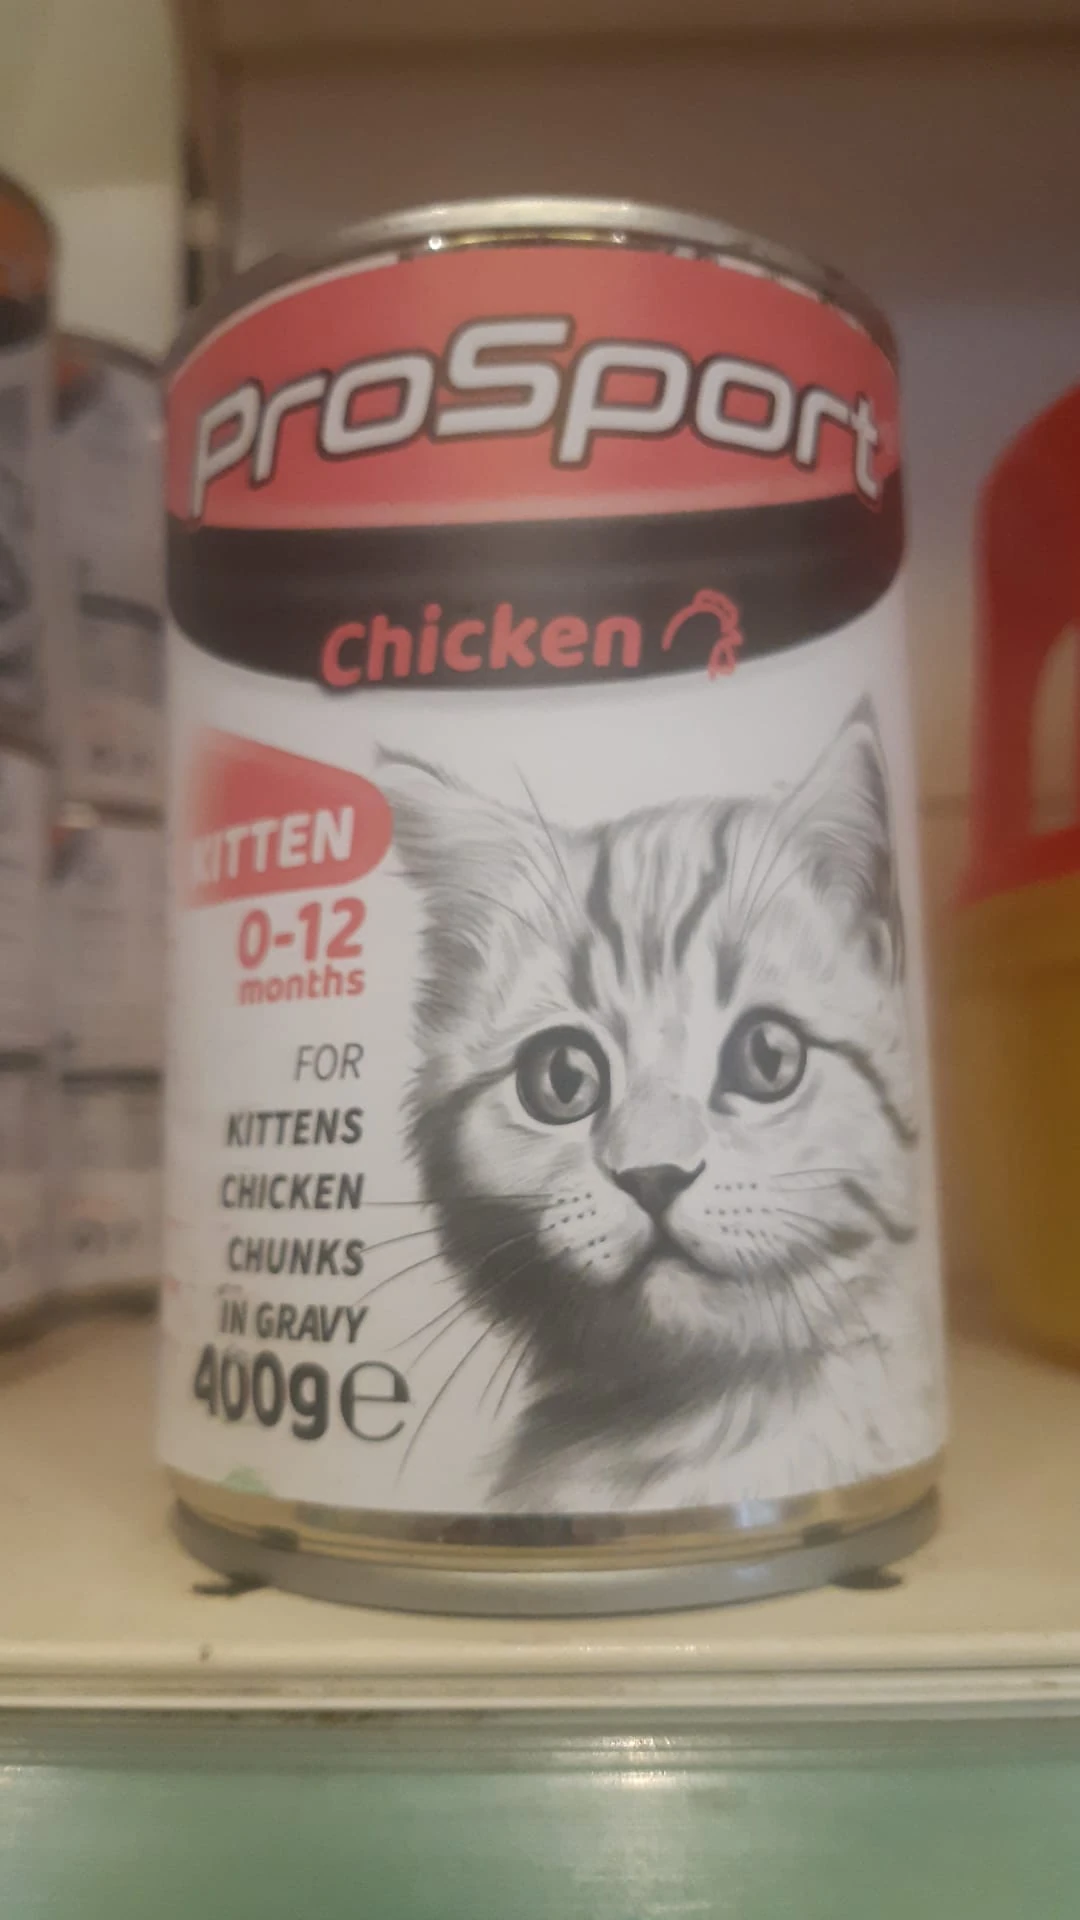 ProSport
Chicken
KITTEN
0-12
months
FOR
KITTENS
CHICKEN
CHUNKS
IN GRAVY
400g℮